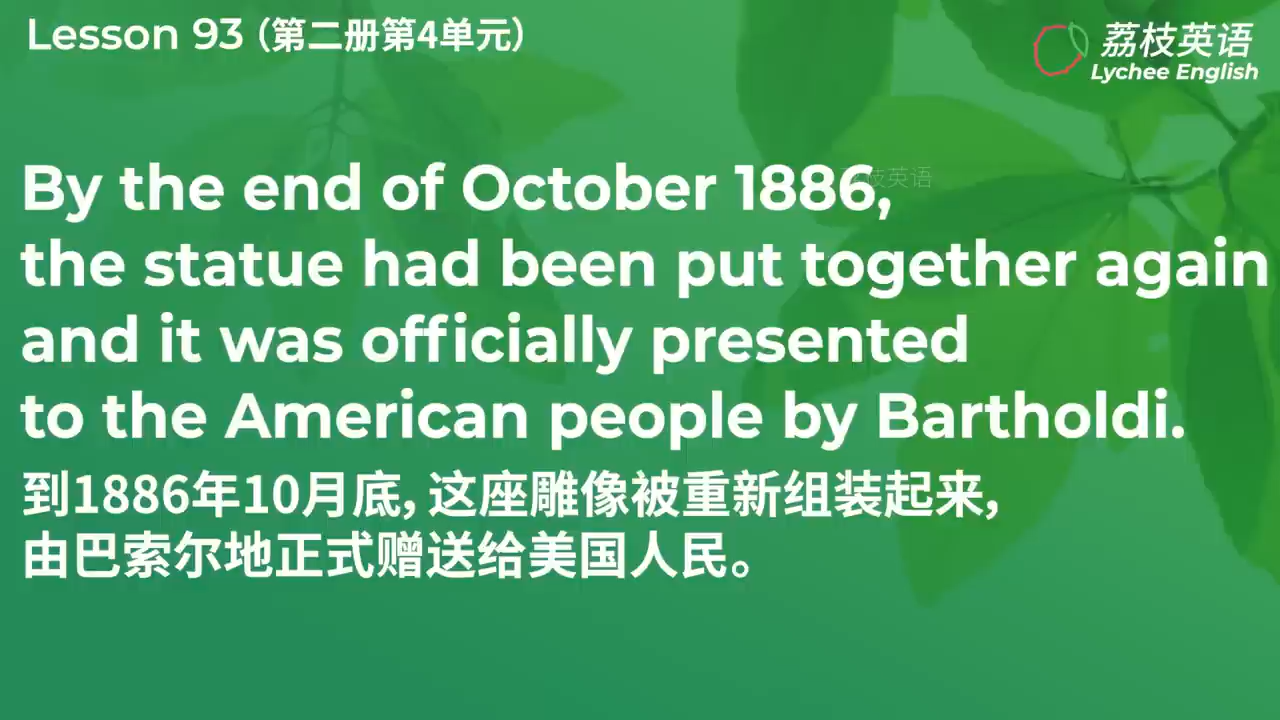 Lesson 93（第二册第4单元）
荔枝英语
Lychee English
By the end of October 1886,
the statue had been put together again
and it was officially presented
to the American people by Bartholdi.
到1886年10月底, 这座雕像被重新组装起来,
由巴索尔地正式赠送给美国人民。